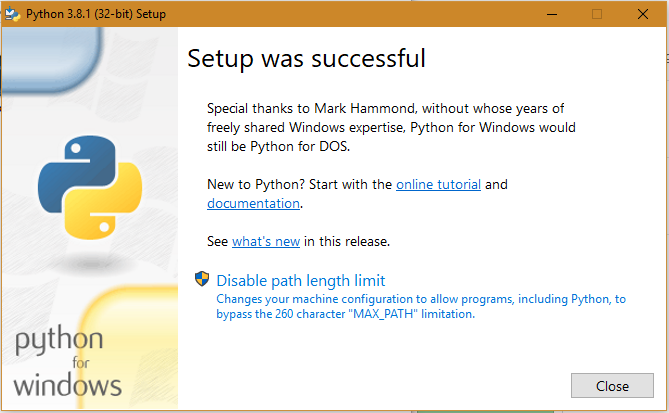 Python 3.8.1 (32-bit) Setup
Setup was successful
Special thanks to Mark Hammond, without whose years of
freely shared Windows expertise, Python for Windows would
still be Python for DOS.
New to Python? Start with the online tutorial and
documentation.
See what's new in this release.
Disable path length limit
Changes your machine configuration to allow programs, including Python, to
bypass the 260 character "MAX_PATH" limitation.
python
for
windows
Close